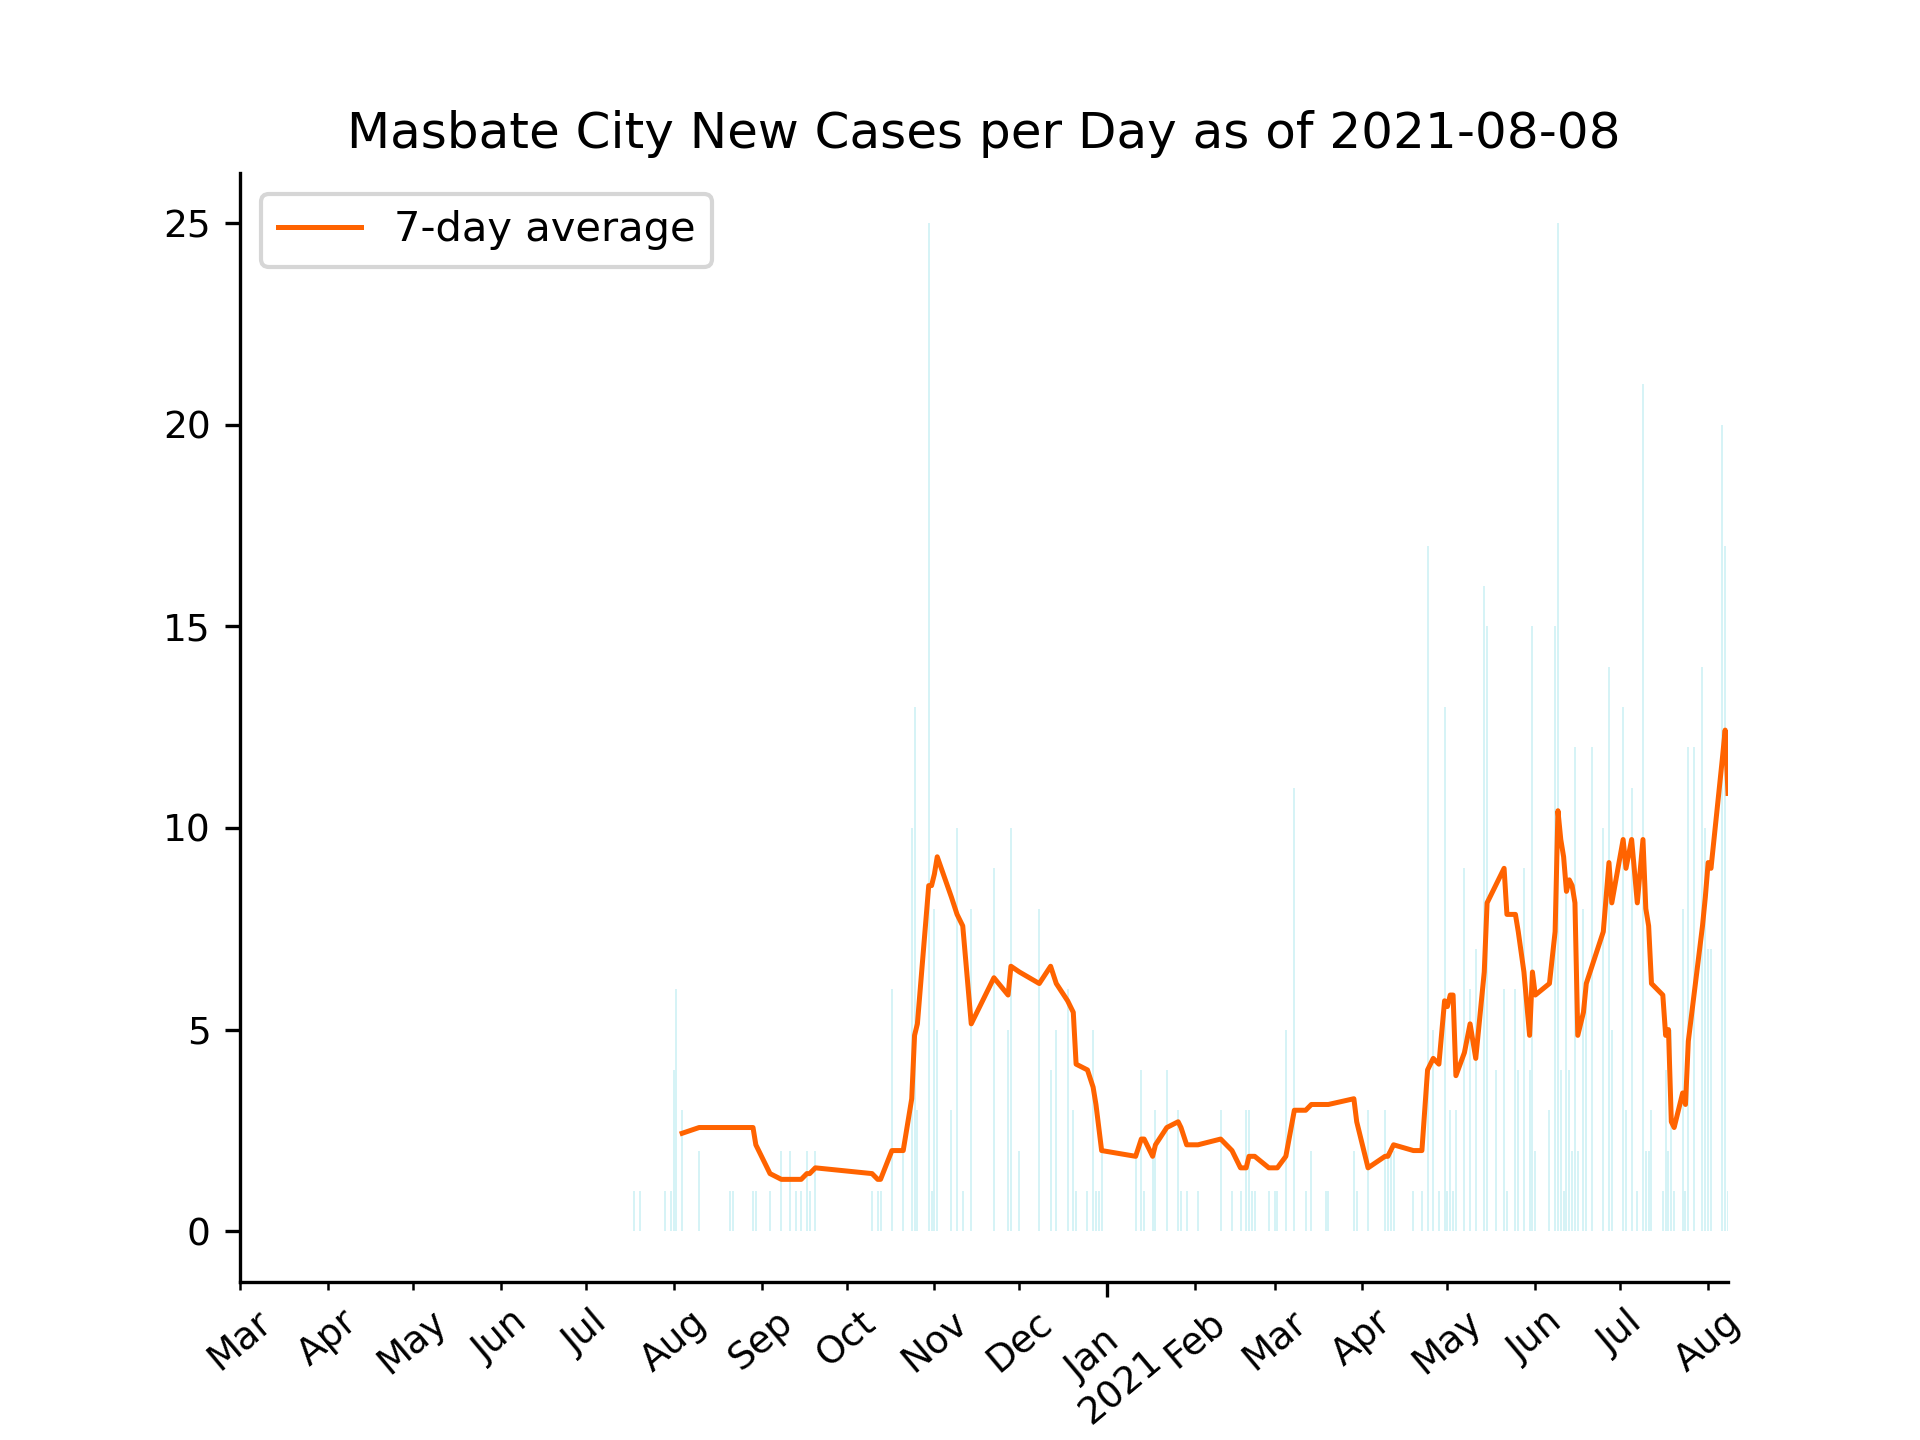 Masbate City New Cases per Day as of 2021-08-08
7-day average
25
20
15
10
5
0
Mar Apr May Jun Jul Aug Sep Oct Nov Dec Jan Feb Mar Apr May Jun Jul Aug
2021